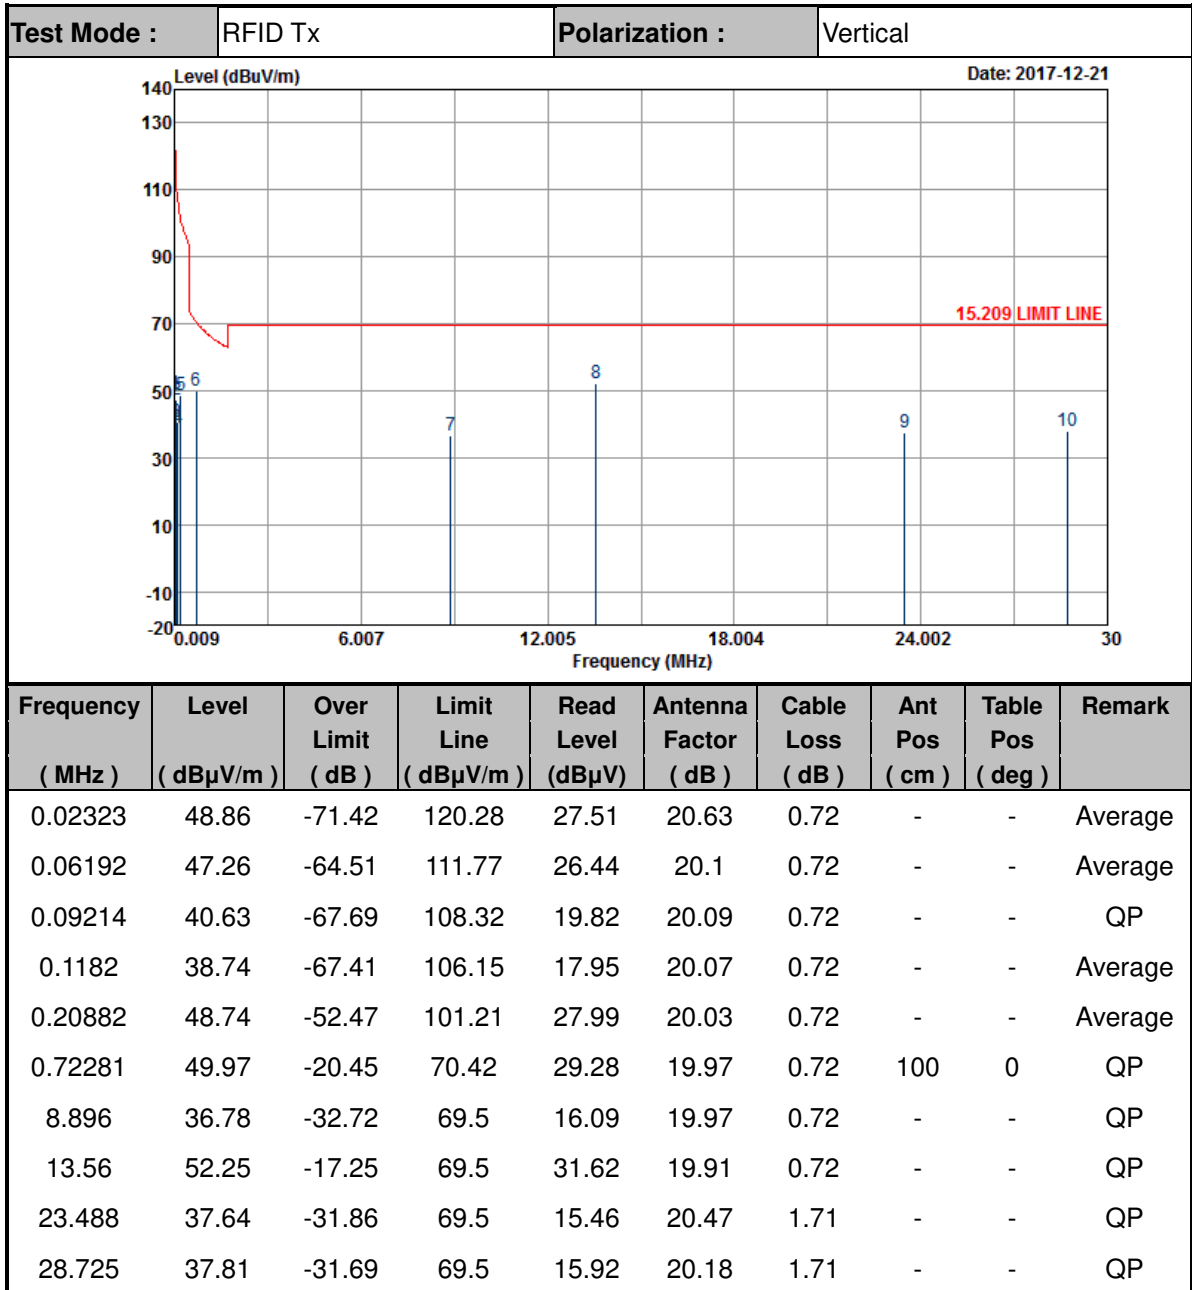 Test Mode : RFID Tx Polarization : Vertical
Level (dBuV/m) Date: 2017-12-21
140
130
110
90
70
50
30
10
-10
-20
15.209 LIMIT LINE
5 6 7 8 9 10
0.009 6.007 12.005 18.004 24.002 30
Frequency (MHz)
Frequency Level Over Limit Read Antenna Cable Ant Table Remark
Limit Line Level Factor Loss Pos Pos
( MHz ) ( dBµV/m ) ( dB ) ( dBµV/m ) (dBµV) ( dB ) ( dB ) ( cm ) ( deg )
0.02323 48.86 -71.42 120.28 27.51 20.63 0.72 - - Average
0.06192 47.26 -64.51 111.77 26.44 20.1 0.72 - - Average
0.09214 40.63 -67.69 108.32 19.82 20.09 0.72 - - QP
0.1182 38.74 -67.41 106.15 17.95 20.07 0.72 - - Average
0.20882 48.74 -52.47 101.21 27.99 20.03 0.72 - - Average
0.72281 49.97 -20.45 70.42 29.28 19.97 0.72 100 0 QP
8.896 36.78 -32.72 69.5 16.09 19.97 0.72 - - QP
13.56 52.25 -17.25 69.5 31.62 19.91 0.72 - - QP
23.488 37.64 -31.86 69.5 15.46 20.47 1.71 - - QP
28.725 37.81 -31.69 69.5 15.92 20.18 1.71 - - QP